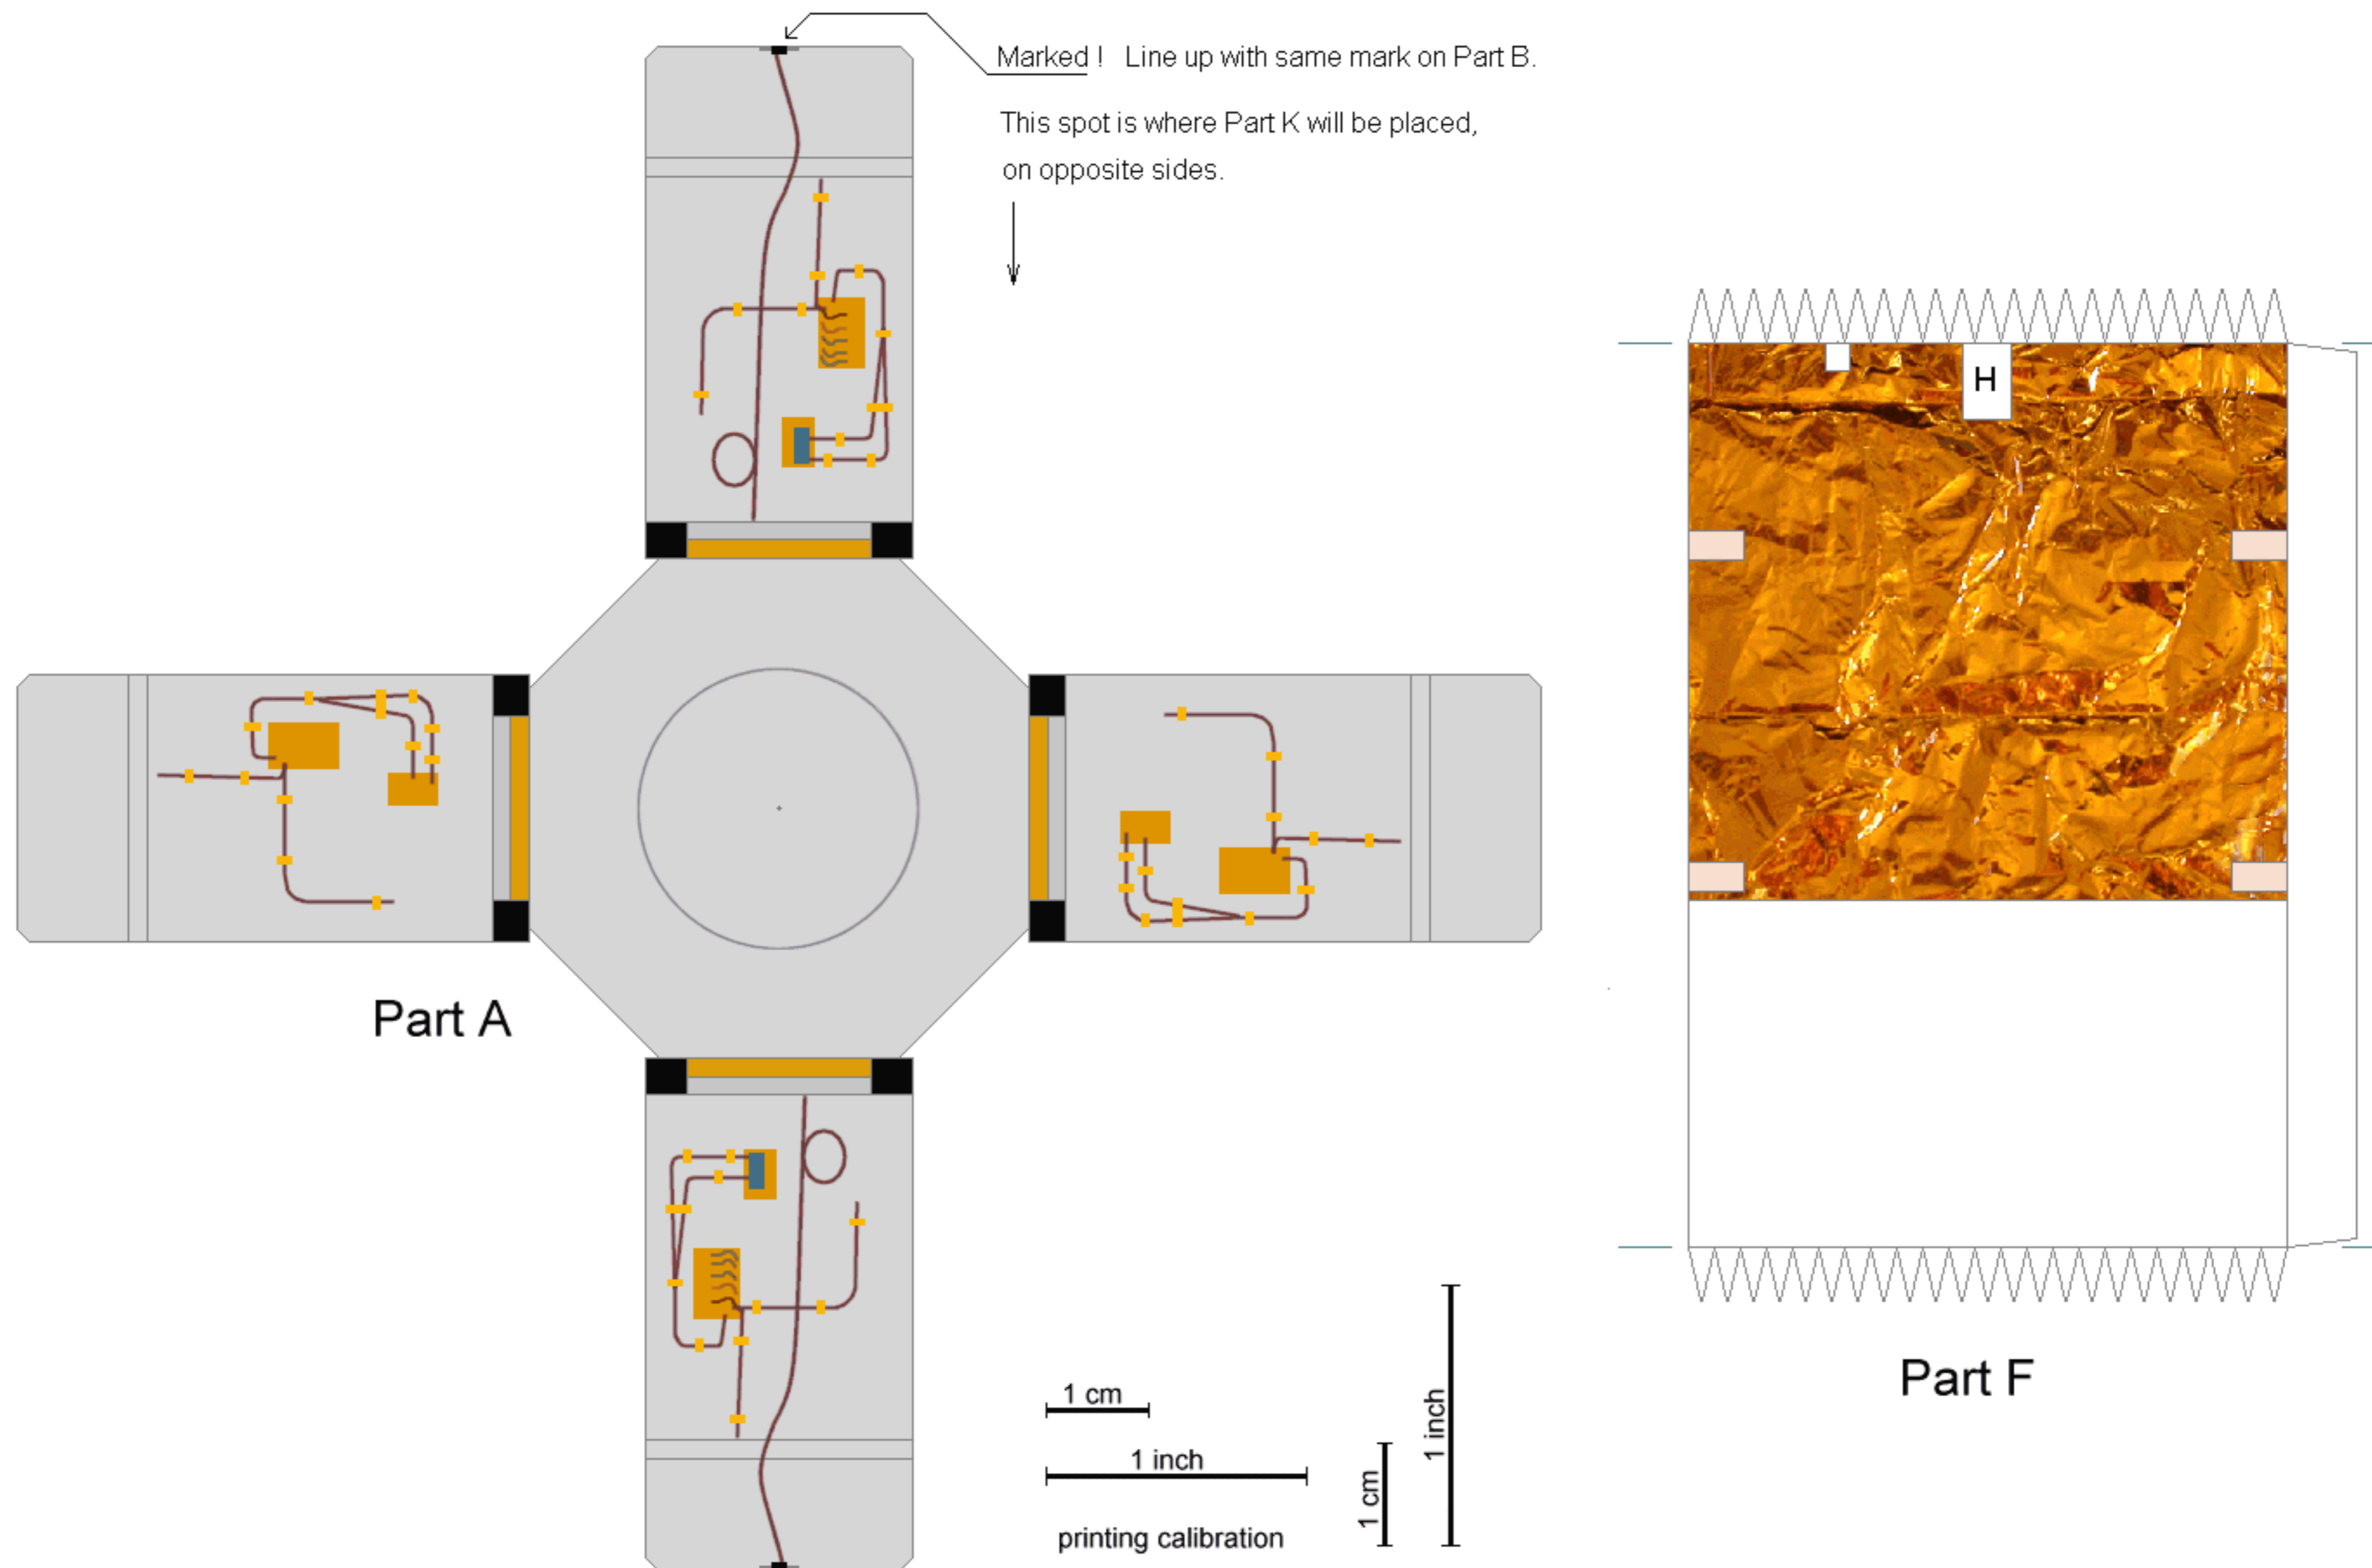 Marked !   Line up with same mark on Part B.
This spot is where Part K will be placed,
on opposite sides.
H
Part A
Part F
1 cm
1 inch
1 cm
1 inch
printing calibration